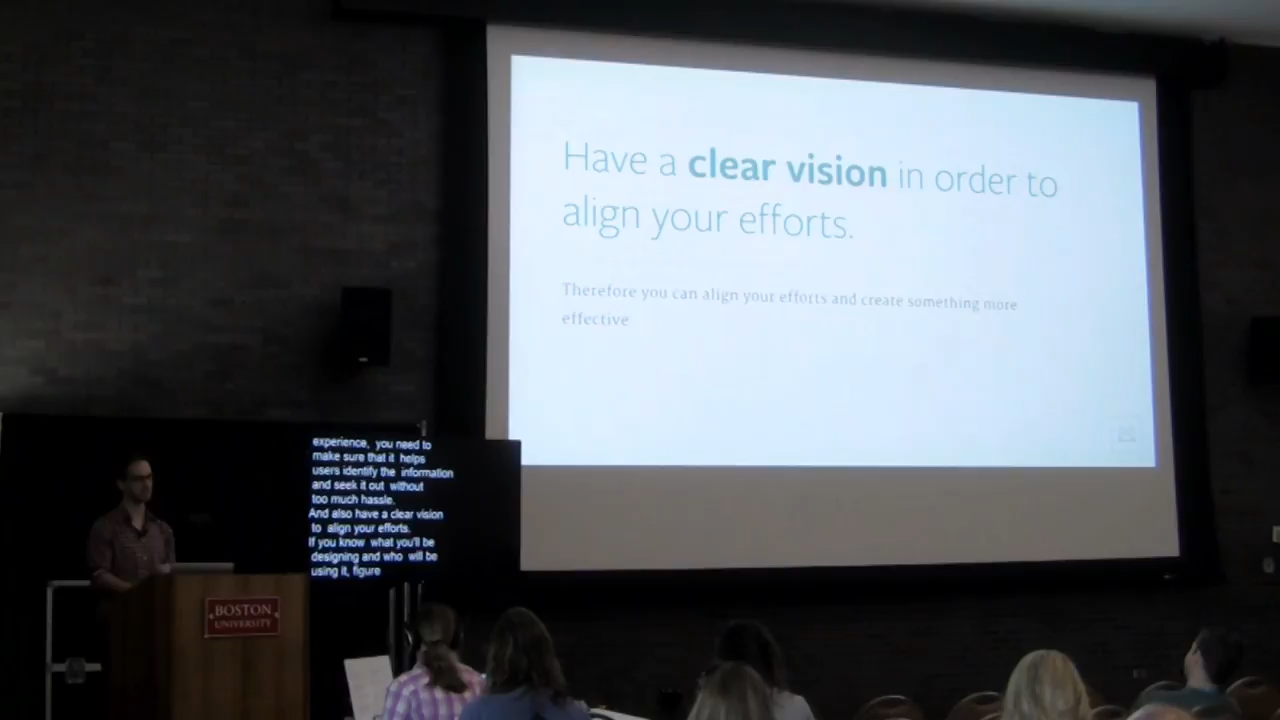 Have a clear vision in order to
align your efforts.
Therefore you can align your efforts and create something more
effective
experience, you need to
make sure that it helps
users identify the information
and seek it out without
too much hassle.
And also have a clear vision
to align your efforts.
If you know what you'll be
designing and who will be
using it, figure
BOSTON
UNIVERSITY